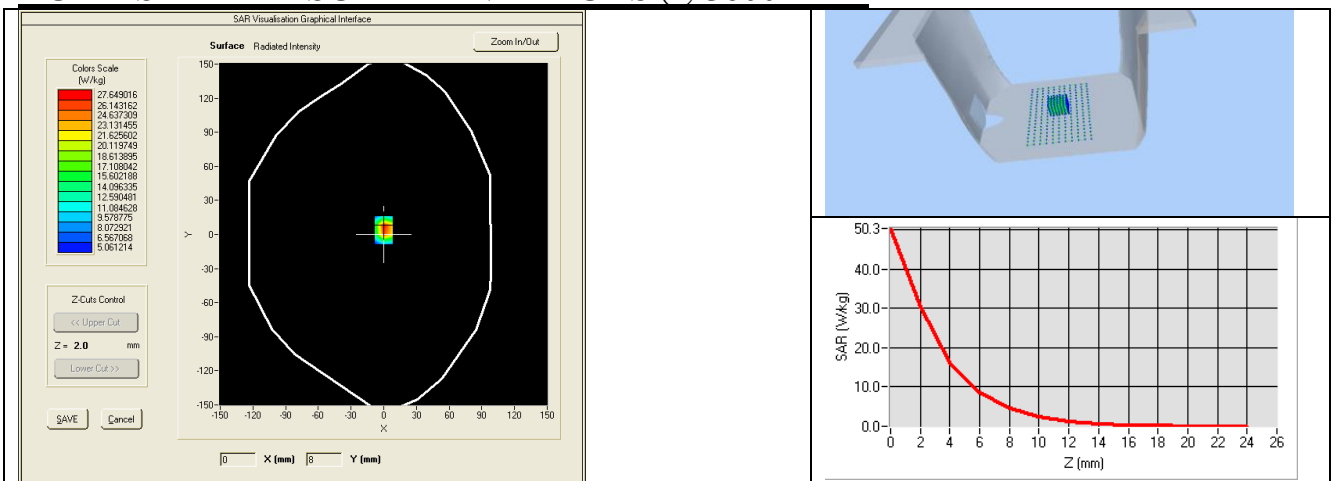 SAR Visualisation Graphical Interface
Surface Radiated Intensity
Zoom In/Out
Colors Scale
(W/kg)
27.649016
26.143162
24.637309
23.131455
21.625602
20.119749
18.613895
17.108042
15.602188
14.096335
12.590481
11.084628
9.578775
8.072921
6.567068
5.061214
Z-Cuts Control
<< Upper Cut
Z = 2.0 mm
Lower Cut >>
SAVE Cancel
150
120
90
60
30
0
-30
-60
-90
-120
-150
Y
-150 -120 -90 -60 -30 0 30 60 90 120 150
X
0 X (mm) 8 Y (mm)
50.3
40.0
30.0
20.0
10.0
0.0
SAR (W/kg)
0 2 4 6 8 10 12 14 16 18 20 22 24 26
Z (mm)